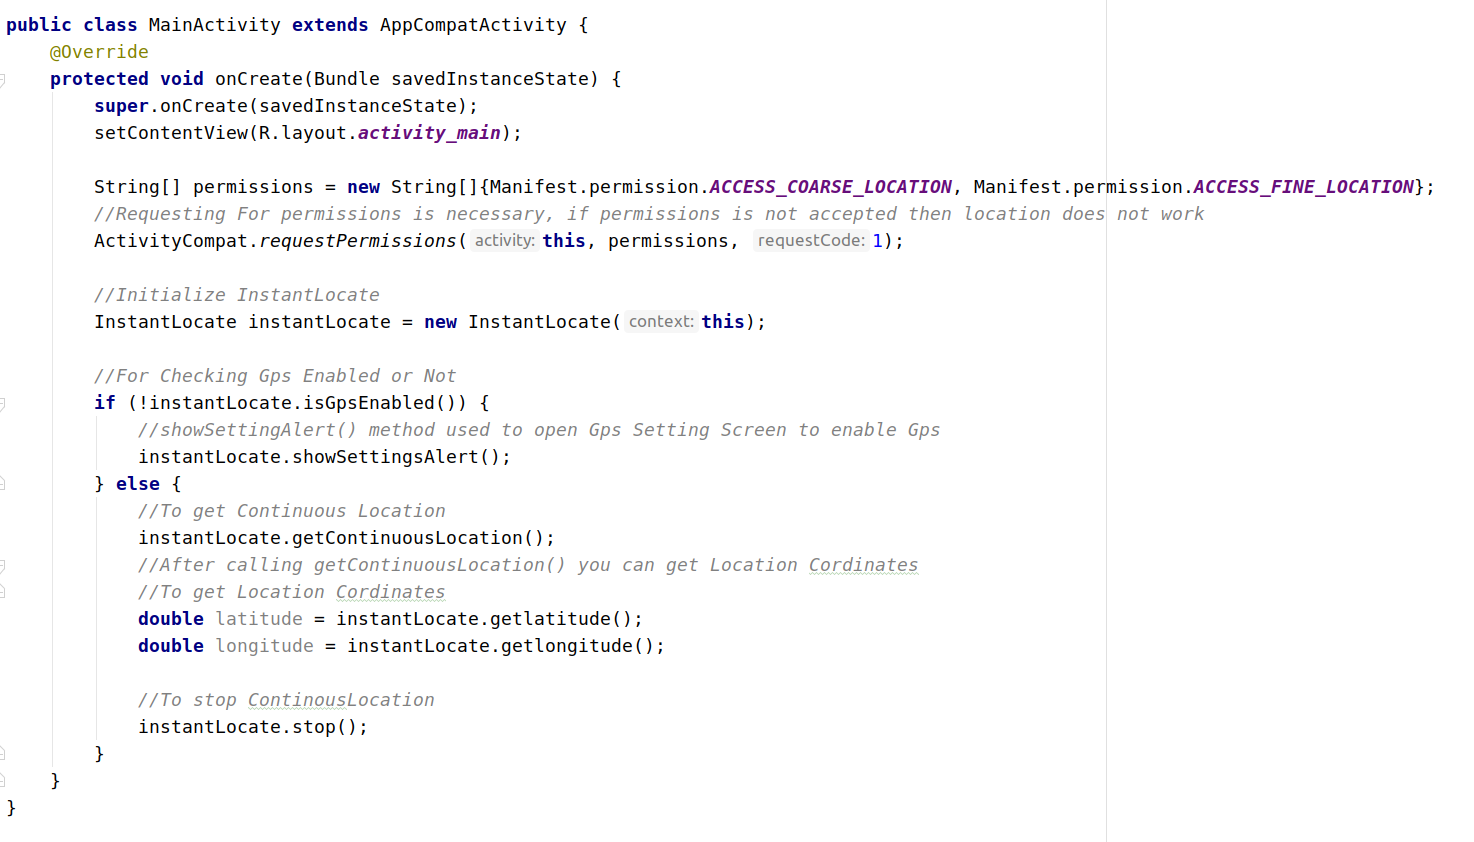 public class MainActivity extends AppCompatActivity {
    @Override
    protected void onCreate(Bundle savedInstanceState) {
        super.onCreate(savedInstanceState);
        setContentView(R.layout.activity_main);

        String[] permissions = new String[]{Manifest.permission.ACCESS_COARSE_LOCATION, Manifest.permission.ACCESS_FINE_LOCATION};
        //Requesting For permissions is necessary, if permissions is not accepted then location does not work
        ActivityCompat.requestPermissions( activity: this, permissions, requestCode: 1);

        //Initialize InstantLocate
        InstantLocate instantLocate = new InstantLocate( context: this);

        //For Checking Gps Enabled or Not
        if (!instantLocate.isGpsEnabled()) {
            //showSettingAlert() method used to open Gps Setting Screen to enable Gps
            instantLocate.showSettingsAlert();
        } else {
            //To get Continuous Location
            instantLocate.getContinuousLocation();
            //After calling getContinuousLocation() you can get Location Cordinates
            //To get Location Cordinates
            double latitude = instantLocate.getlatitude();
            double longitude = instantLocate.getlongitude();

            //To stop ContinousLocation
            instantLocate.stop();
        }
    }
}